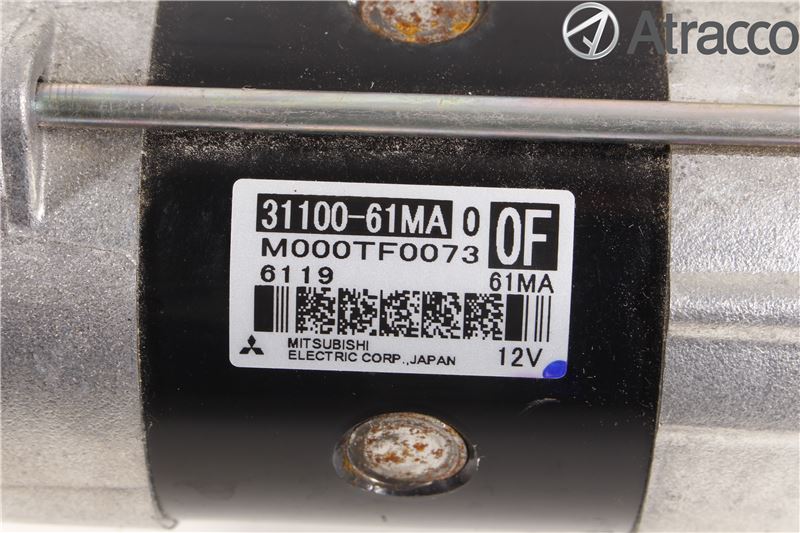 Atracco
31100-61MA 0 0F
M000TF0073
6119 61MA
MITSUBISHI
ELECTRIC CORP., JAPAN 12V